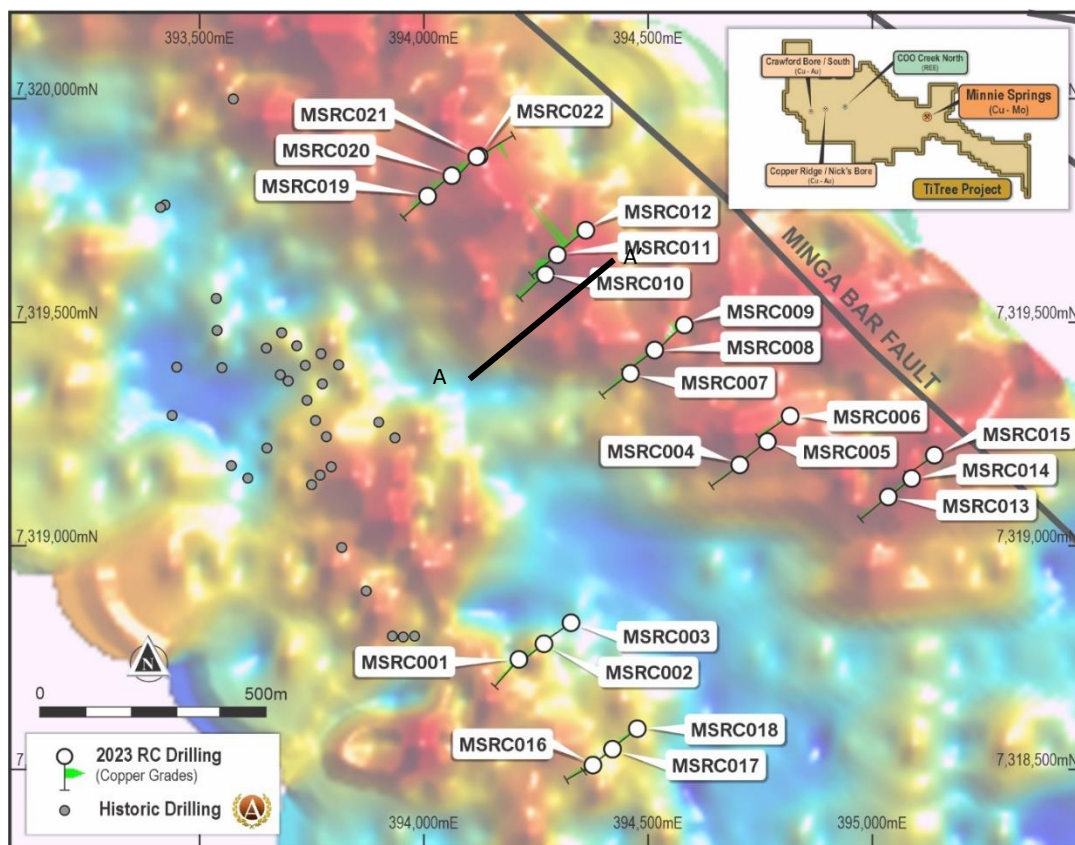 393,500mE
394,000mE
394,500mE
7,320,000mN
MSRC021
MSRC022
MSRC020
MSRC019
MSRC012
MSRC011
A'
MSRC010
Crawford Bore / South
(Cu - Au)
COO Creek North
(REE)
Minnie Springs
(Cu - Mo)
Copper Ridge / Nick's Bore
(Cu - Au)
TiTree Project
MINGA BAR FAULT
7,319,500mN
7,319,500mN
A
MSRC009
MSRC008
MSRC007
MSRC006
MSRC004
MSRC005
MSRC015
MSRC014
MSRC013
7,319,000mN
7,319,000mN
MSRC003
MSRC001
MSRC002
N
0
500m
MSRC018
MSRC016
MSRC017
7,318,500mN
2023 RC Drilling
(Copper Grades)
Historic Drilling
A
394,000mE
394,500mE
395,000mE